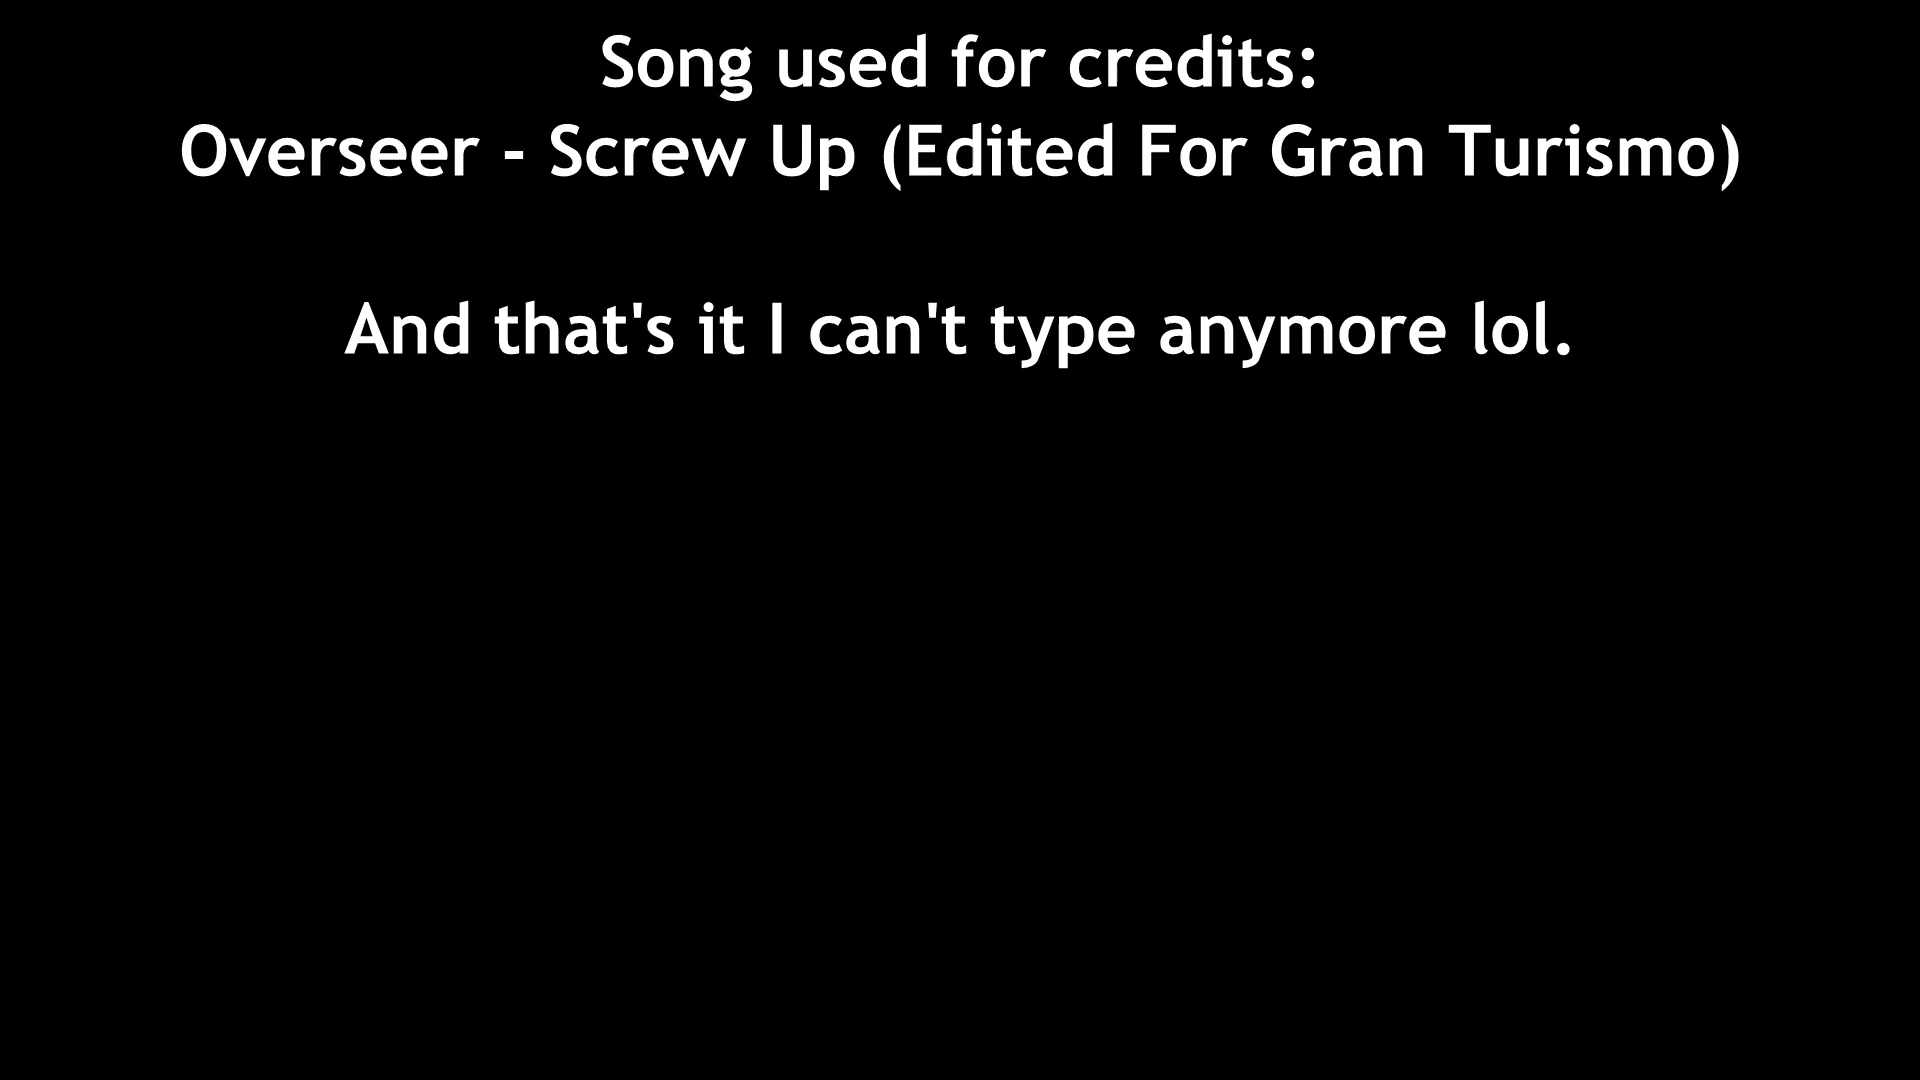 Song used for credits:
Overseer - Screw Up (Edited For Gran Turismo)
And that's it I can't type anymore lol.